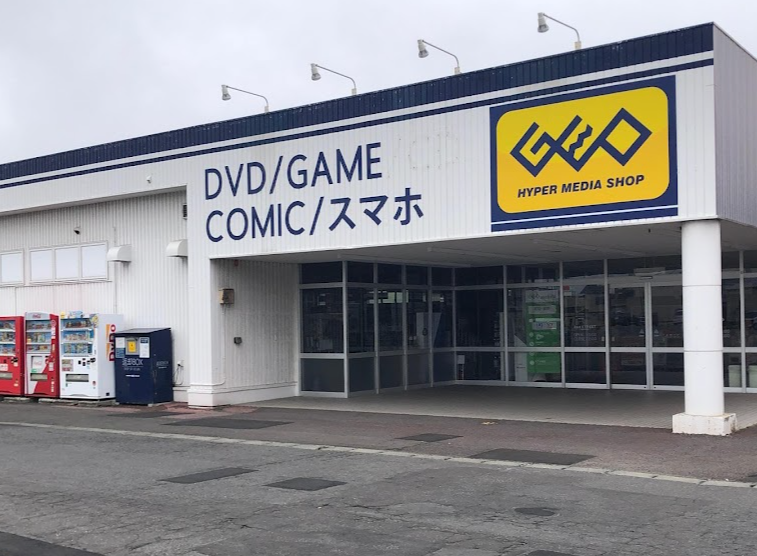 DVD/GAME
COMIC/スマホ
GEO
HYPER MEDIA SHOP